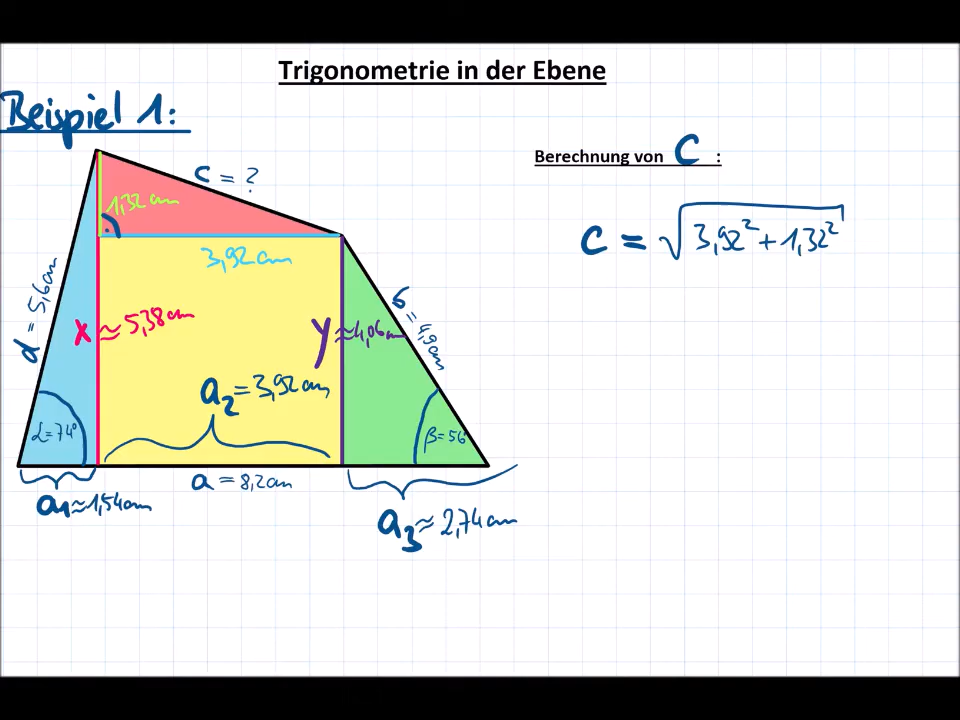 Trigonometrie in der Ebene
Beispiel 1:
Berechnung von C :
c = ?
1,32 cm
C = √3,92² + 1,32²
3,92 cm
d = 5,6 cm
b = 4,9 cm
x ≈ 5,38 cm
y ≈ 4,06 cm
a₂ = 3,92 cm
α = 74°
β = 56°
a = 8,2 cm
a₁ ≈ 1,54 cm
a₃ ≈ 2,74 cm